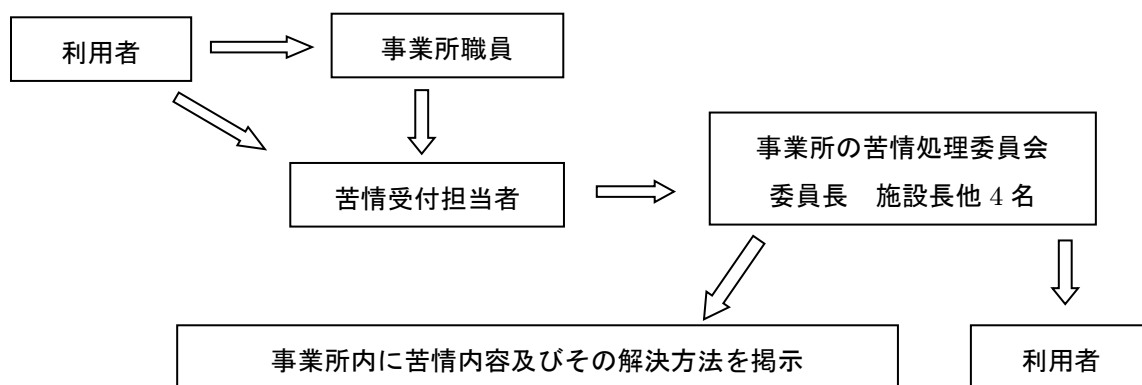 利用者
事業所職員
苦情受付担当者
事業所の苦情処理委員会
委員長　施設長他 4 名
事業所内に苦情内容及びその解決方法を掲示
利用者